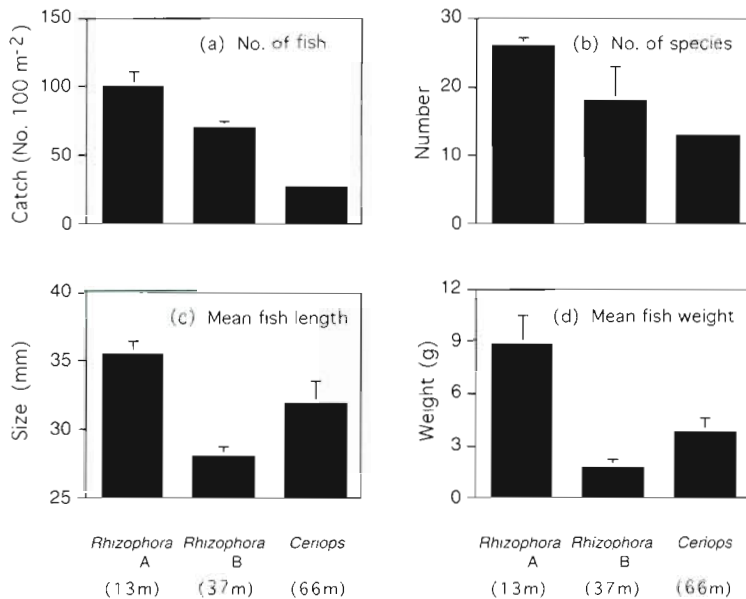 150
100
50
0
Catch (No. 100 m⁻²)
(a) No. of fish
30
20
10
0
Number
(b) No. of species
40
35
30
25
Size (mm)
(c) Mean fish length
12
9
6
3
0
Weight (g)
(d) Mean fish weight
Rhizophora A (13m)
Rhizophora B (37m)
Ceriops (66m)
Rhizophora A (13m)
Rhizophora B (37m)
Ceriops (66m)